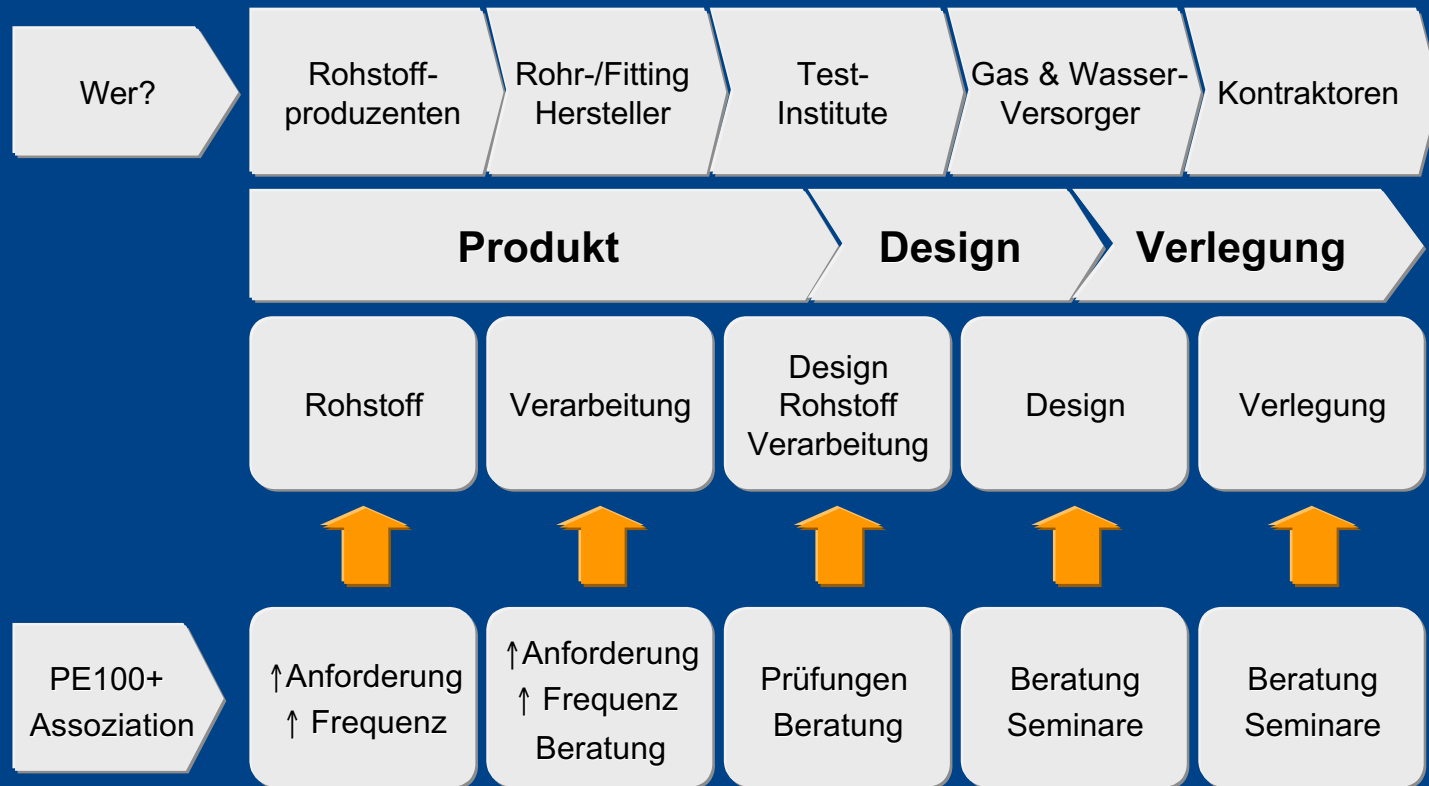 Wer?
Rohstoff-
produzenten
Rohr-/Fitting
Hersteller
Test-
Institute
Gas & Wasser-
Versorger
Kontraktoren
Produkt
Design
Verlegung
Rohstoff
Verarbeitung
Design
Rohstoff
Verarbeitung
Design
Verlegung
PE100+
Assoziation
↑Anforderung
↑ Frequenz
↑Anforderung
↑ Frequenz
Beratung
Prüfungen
Beratung
Beratung
Seminare
Beratung
Seminare